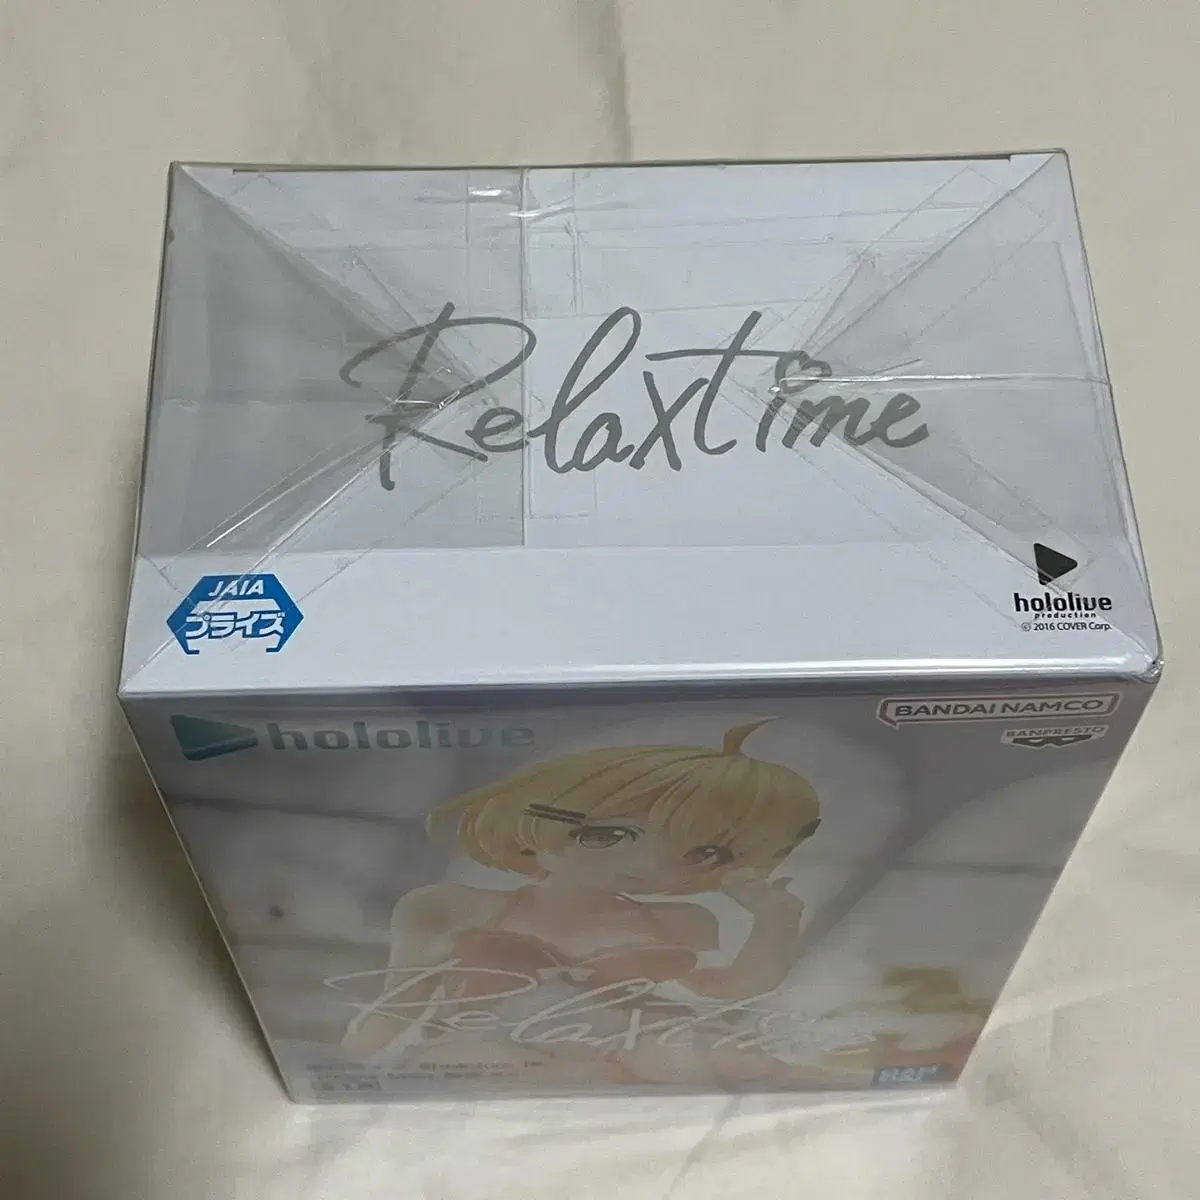 Relaxtime
JAIA
プライズ
hololive
production
© 2016 COVER Corp.
hololive
BANDAI NAMCO
BANPRESTO
Relaxtime